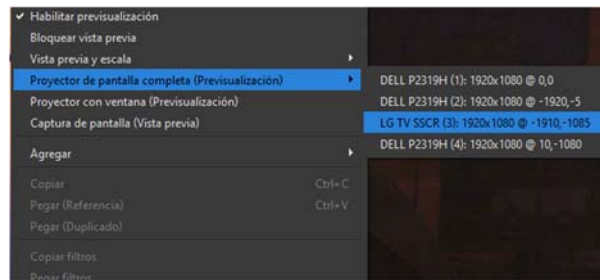 ✔ Habilitar previsualización
Bloquear vista previa
Vista previa y escala
Proyector de pantalla completa (Previsualización)
DELL P2319H (1): 1920x1080 @ 0,0
Proyector con ventana (Previsualización)
DELL P2319H (2): 1920x1080 @ -1920,-5
Captura de pantalla (Vista previa)
LG TV SSCR (3): 1920x1080 @ -1910,-1085
DELL P2319H (4): 1920x1080 @ 10,-1080
Agregar
Copiar Ctrl+C
Pegar (Referencia) Ctrl+V
Pegar (Duplicado)
Copiar filtros
Pegar filtros